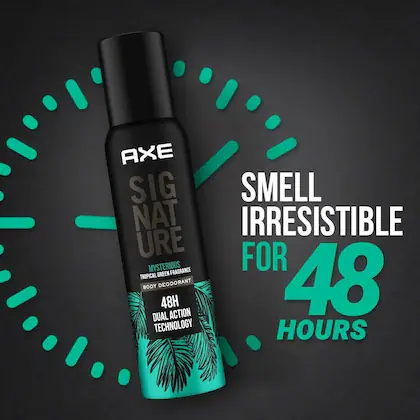 AXE
SIG
NAT
URE
MYSTERIOUS
TROPICAL GREEN FRAGRANCE
BODY DEODORANT
48H
DUAL ACTION
TECHNOLOGY
SMELL
IRRESISTIBLE
FOR 48
HOURS